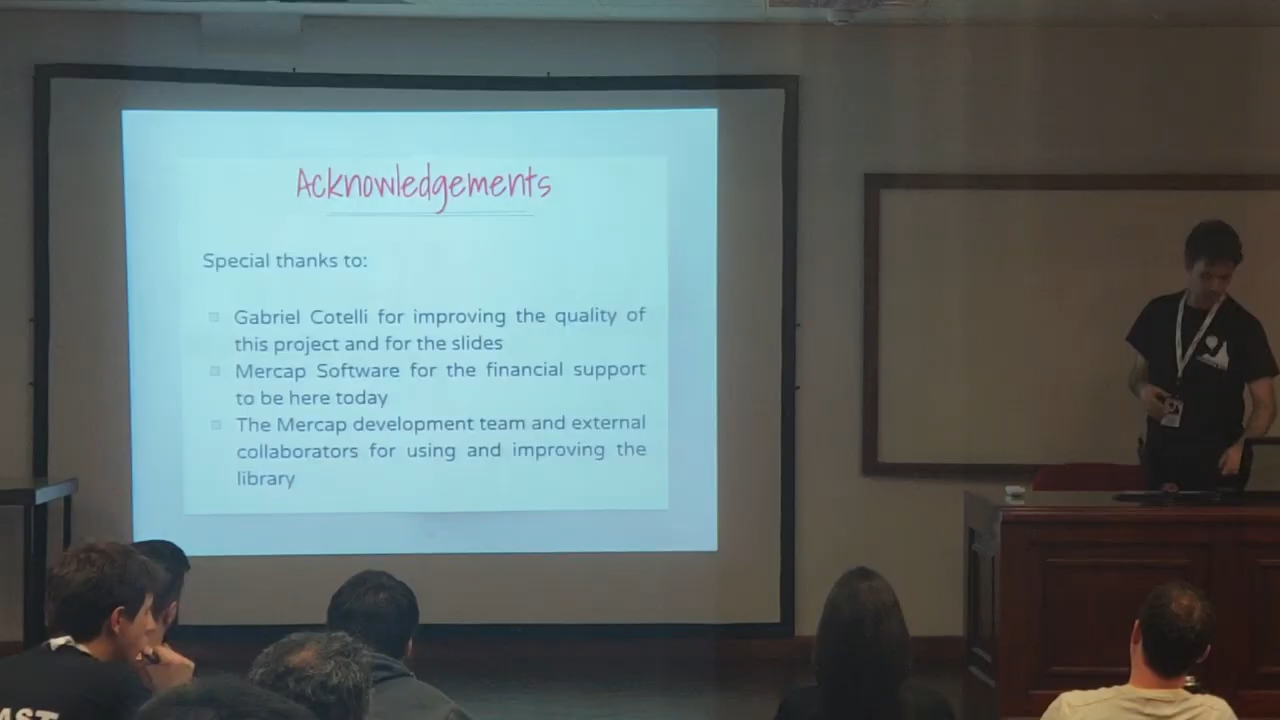 Acknowledgements
Special thanks to:
Gabriel Cotelli for improving the quality of
this project and for the slides
Mercap Software for the financial support
to be here today
The Mercap development team and external
collaborators for using and improving the
library